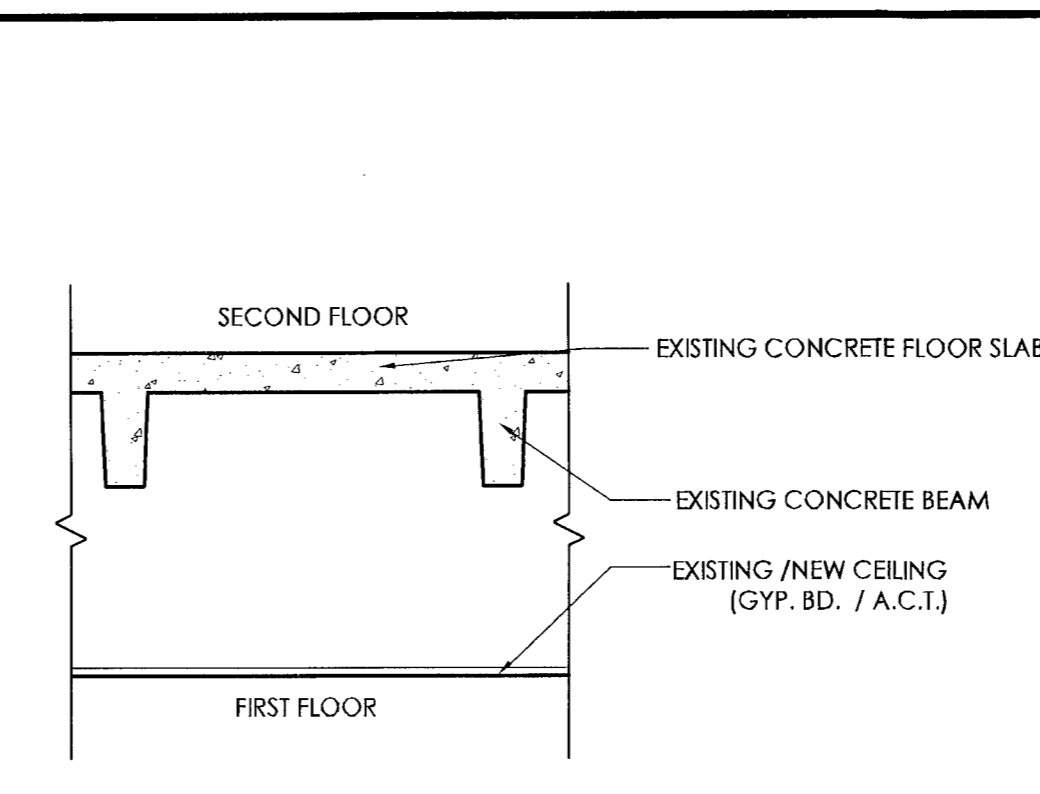 SECOND FLOOR
EXISTING CONCRETE FLOOR SLAB
EXISTING CONCRETE BEAM
EXISTING /NEW CEILING
(GYP. BD. / A.C.T.)
FIRST FLOOR